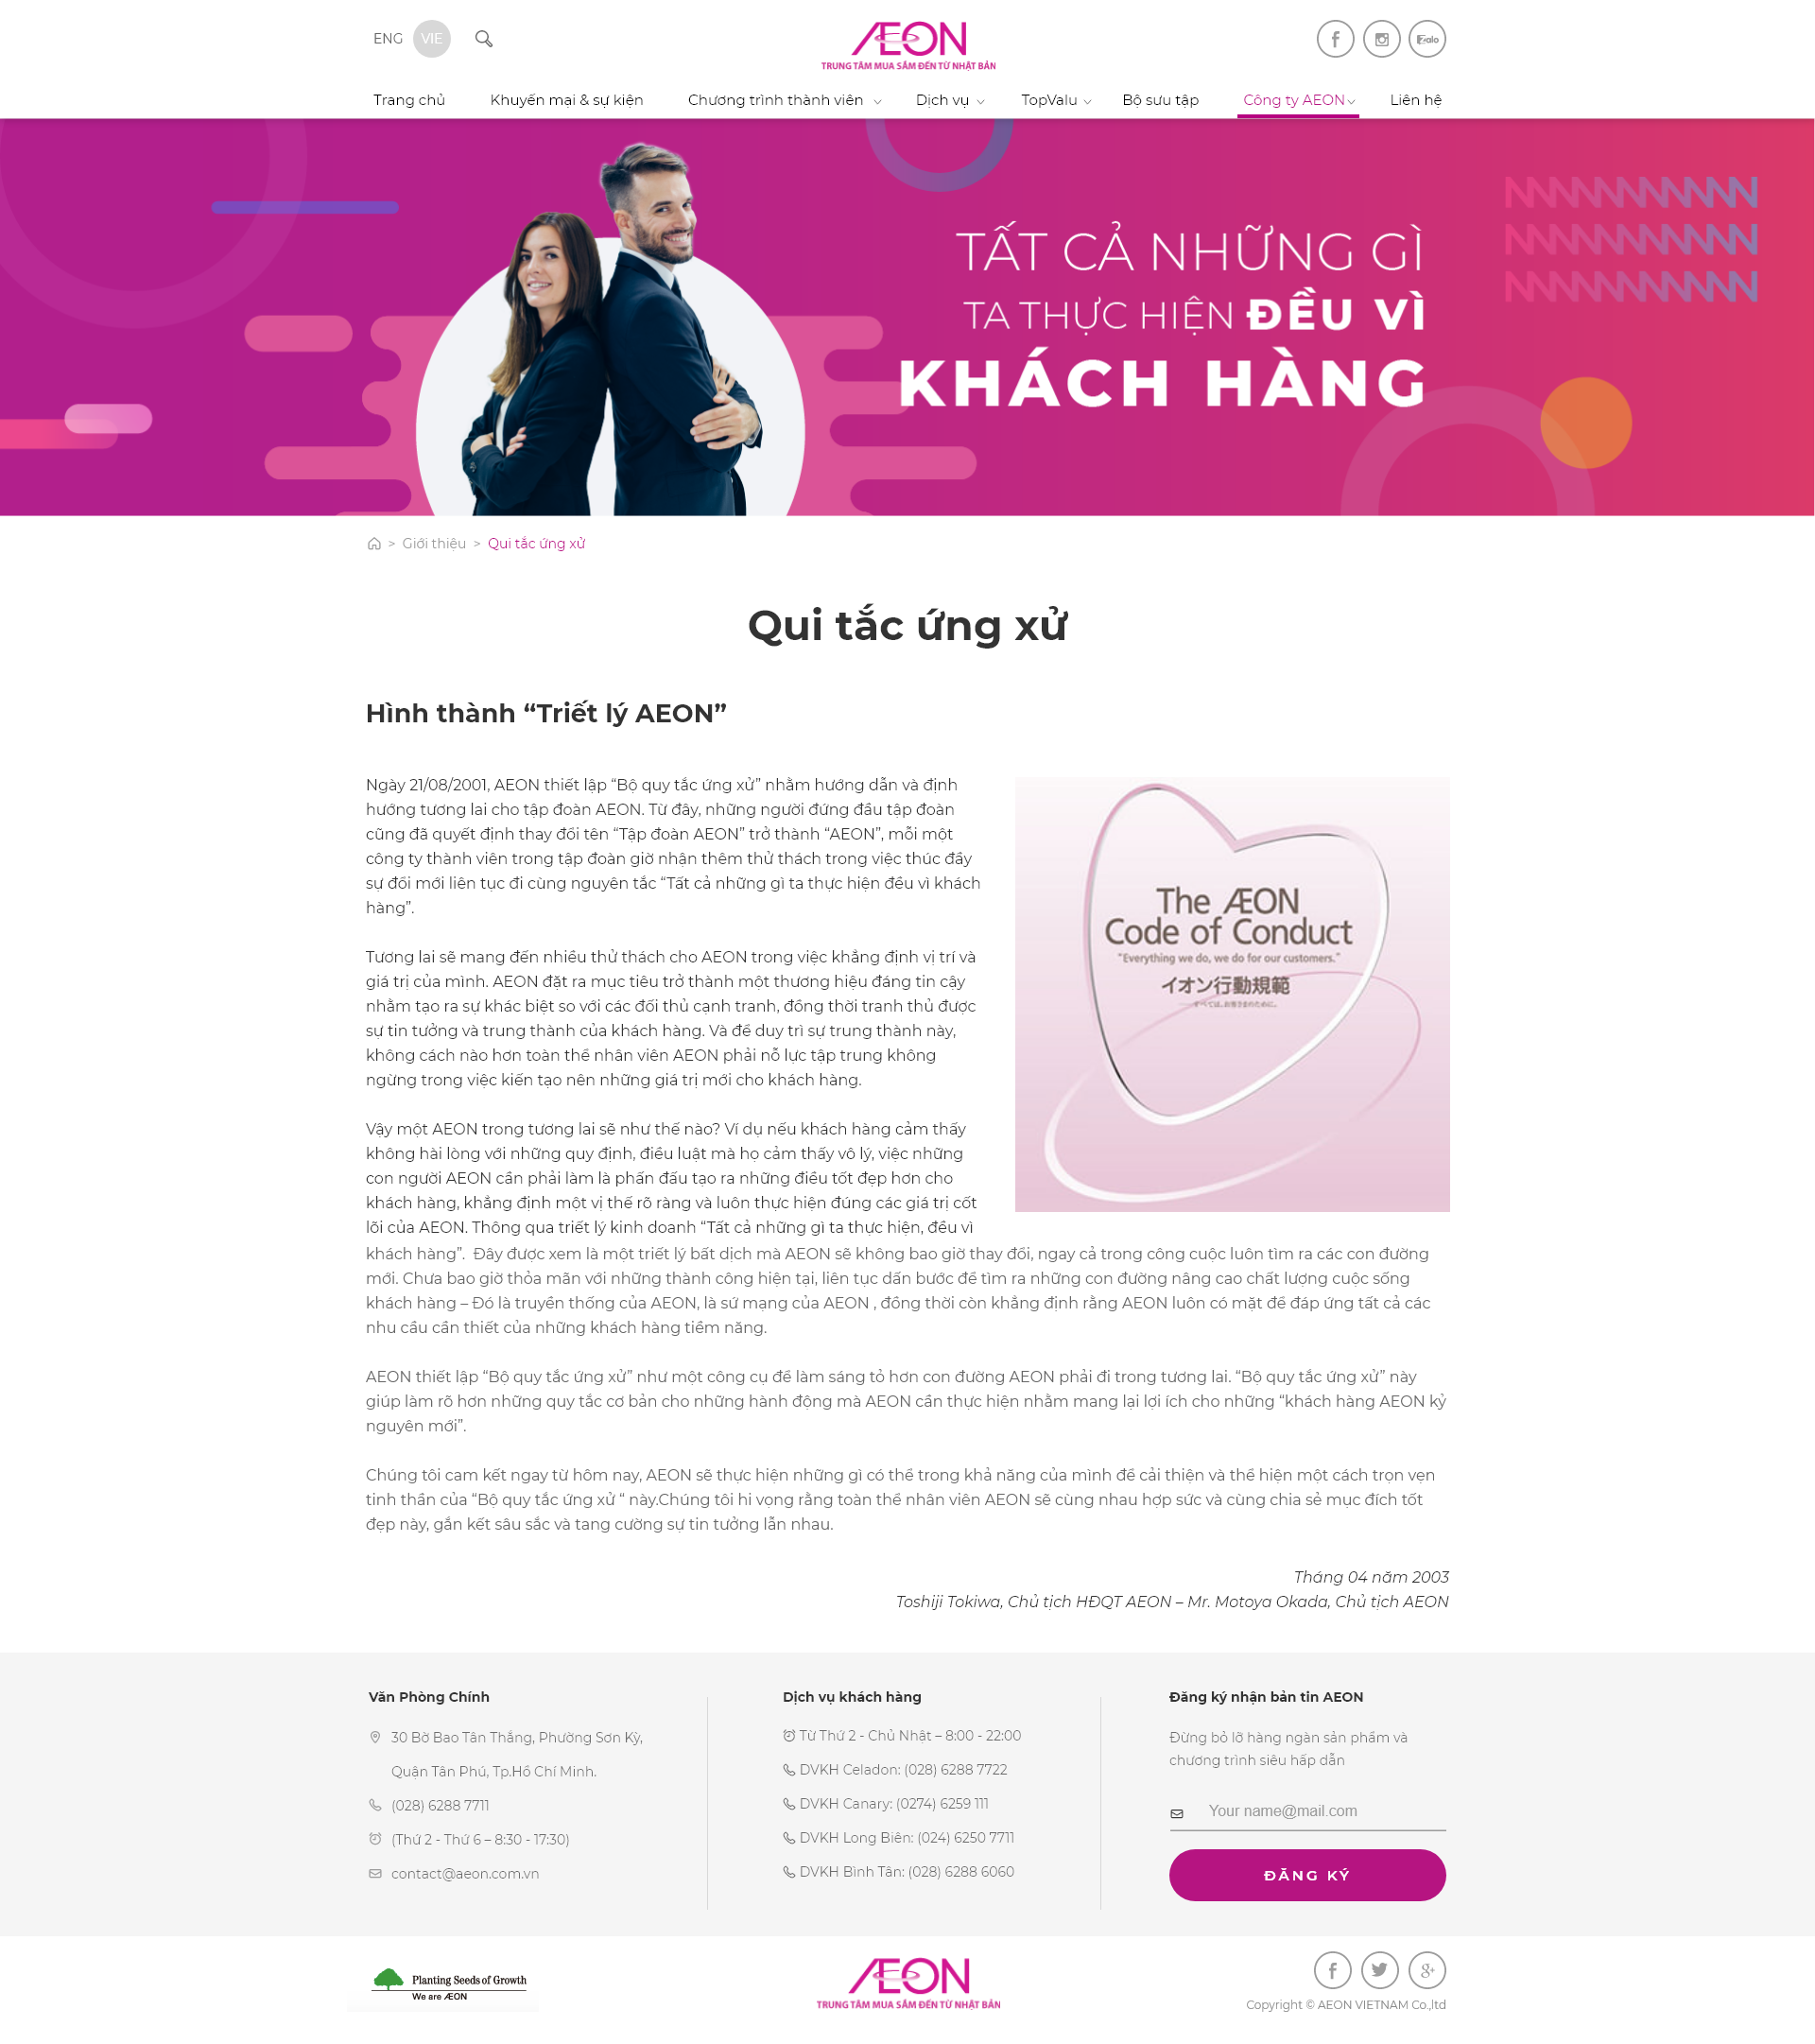 ENG VIE
ÆON
TRUNG TÂM MUA SẮM ĐẾN TỪ NHẬT BẢN
Zalo
Trang chủ Khuyến mại & sự kiện Chương trình thành viên Dịch vụ TopValu Bộ sưu tập Công ty AEON Liên hệ
TẤT CẢ NHỮNG GÌ
TA THỰC HIỆN ĐỀU VÌ
KHÁCH HÀNG
> Giới thiệu > Qui tắc ứng xử
Qui tắc ứng xử
Hình thành “Triết lý AEON”
Ngày 21/08/2001, AEON thiết lập “Bộ quy tắc ứng xử” nhằm hướng dẫn và định
hướng tương lai cho tập đoàn AEON. Từ đây, những người đứng đầu tập đoàn
cũng đã quyết định thay đổi tên “Tập đoàn AEON” trở thành “AEON”, mỗi một
công ty thành viên trong tập đoàn giờ nhận thêm thử thách trong việc thúc đẩy
sự đổi mới liên tục đi cùng nguyên tắc “Tất cả những gì ta thực hiện đều vì khách
hàng”.
Tương lai sẽ mang đến nhiều thử thách cho AEON trong việc khẳng định vị trí và
giá trị của mình. AEON đặt ra mục tiêu trở thành một thương hiệu đáng tin cậy
nhằm tạo ra sự khác biệt so với các đối thủ cạnh tranh, đồng thời tranh thủ được
sự tin tưởng và trung thành của khách hàng. Và để duy trì sự trung thành này,
không cách nào hơn toàn thể nhân viên AEON phải nỗ lực tập trung không
ngừng trong việc kiến tạo nên những giá trị mới cho khách hàng.
Vậy một AEON trong tương lai sẽ như thế nào? Ví dụ nếu khách hàng cảm thấy
không hài lòng với những quy định, điều luật mà họ cảm thấy vô lý, việc những
con người AEON cần phải làm là phấn đấu tạo ra những điều tốt đẹp hơn cho
khách hàng, khẳng định một vị thế rõ ràng và luôn thực hiện đúng các giá trị cốt
lõi của AEON. Thông qua triết lý kinh doanh “Tất cả những gì ta thực hiện, đều vì
khách hàng”. Đây được xem là một triết lý bất dịch mà AEON sẽ không bao giờ thay đổi, ngay cả trong công cuộc luôn tìm ra các con đường
mới. Chưa bao giờ thỏa mãn với những thành công hiện tại, liên tục dấn bước để tìm ra những con đường nâng cao chất lượng cuộc sống
khách hàng – Đó là truyền thống của AEON, là sứ mạng của AEON , đồng thời còn khẳng định rằng AEON luôn có mặt để đáp ứng tất cả các
nhu cầu cần thiết của những khách hàng tiềm năng.
The ÆON
Code of Conduct
"Everything we do, we do for our customers."
イオン行動規範
すべては、お客さまのために。
AEON thiết lập “Bộ quy tắc ứng xử” như một công cụ để làm sáng tỏ hơn con đường AEON phải đi trong tương lai. “Bộ quy tắc ứng xử” này
giúp làm rõ hơn những quy tắc cơ bản cho những hành động mà AEON cần thực hiện nhằm mang lại lợi ích cho những “khách hàng AEON kỷ
nguyên mới”.
Chúng tôi cam kết ngay từ hôm nay, AEON sẽ thực hiện những gì có thể trong khả năng của mình để cải thiện và thể hiện một cách trọn vẹn
tinh thần của “Bộ quy tắc ứng xử “ này.Chúng tôi hi vọng rằng toàn thể nhân viên AEON sẽ cùng nhau hợp sức và cùng chia sẻ mục đích tốt
đẹp này, gắn kết sâu sắc và tang cường sự tin tưởng lẫn nhau.
Tháng 04 năm 2003
Toshiji Tokiwa, Chủ tịch HĐQT AEON – Mr. Motoya Okada, Chủ tịch AEON
Văn Phòng Chính
30 Bờ Bao Tân Thắng, Phường Sơn Kỳ,
Quận Tân Phú, Tp.Hồ Chí Minh.
(028) 6288 7711
(Thứ 2 - Thứ 6 – 8:30 - 17:30)
contact@aeon.com.vn
Dịch vụ khách hàng
Từ Thứ 2 - Chủ Nhật – 8:00 - 22:00
DVKH Celadon: (028) 6288 7722
DVKH Canary: (0274) 6259 111
DVKH Long Biên: (024) 6250 7711
DVKH Bình Tân: (028) 6288 6060
Đăng ký nhận bản tin AEON
Đừng bỏ lỡ hàng ngàn sản phẩm và
chương trình siêu hấp dẫn
Your name@mail.com
ĐĂNG KÝ
Planting Seeds of Growth
We are ÆON
ÆON
TRUNG TÂM MUA SẮM ĐẾN TỪ NHẬT BẢN
Copyright © AEON VIETNAM Co.,ltd